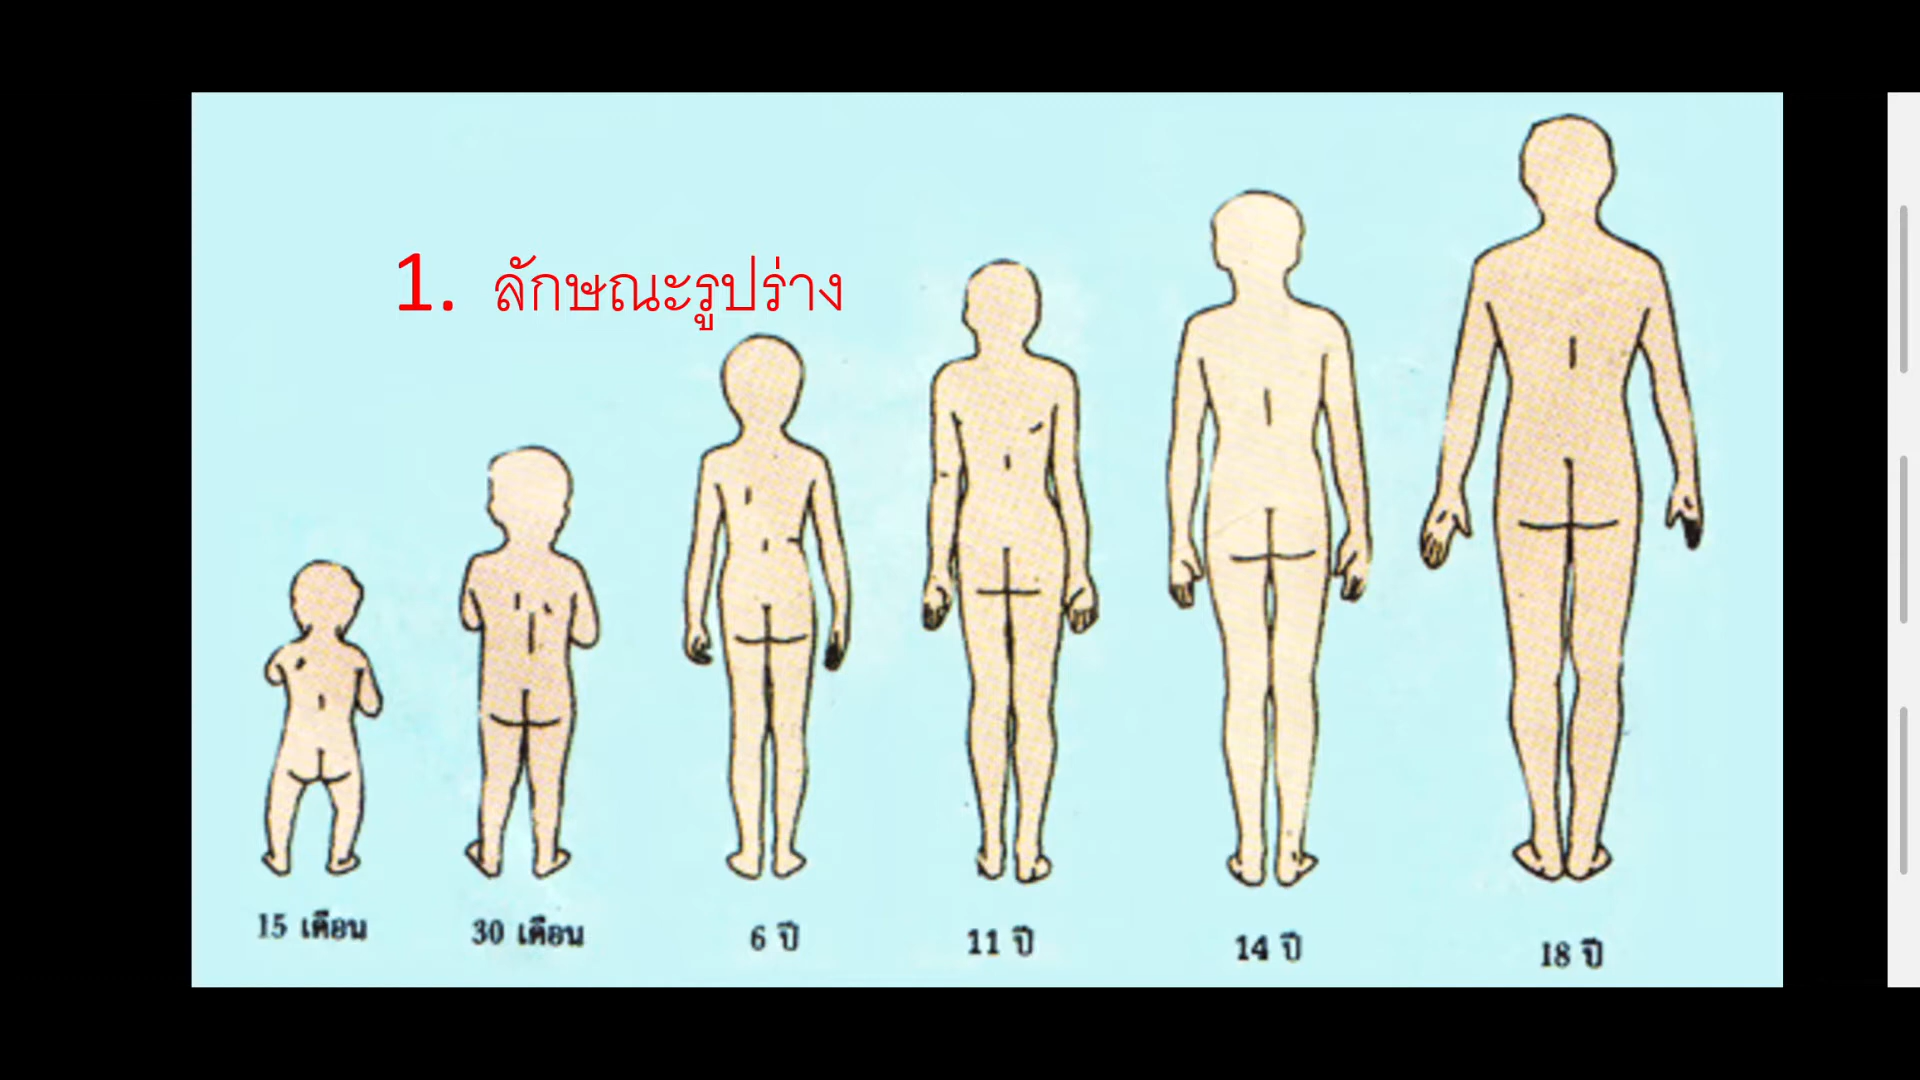 1. ลักษณะรูปร่าง
15 เดือน
30 เดือน
6 ปี
11 ปี
14 ปี
18 ปี